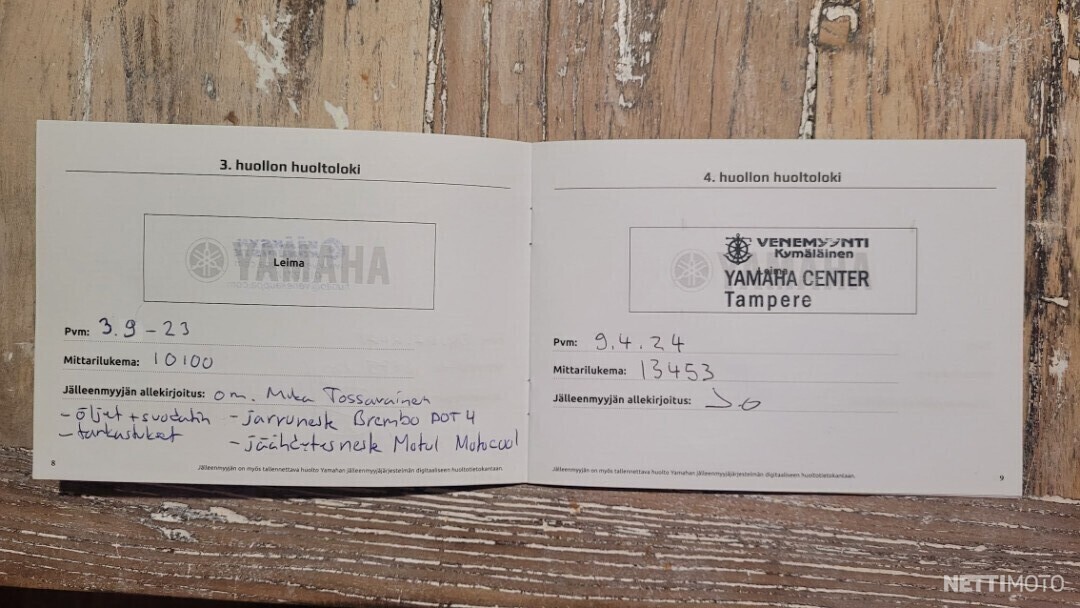 3. huollon huoltoloki
YAMAHA
Leima
Pvm: 3.9-23
Mittarilukema: 10100
Jälleenmyyjän allekirjoitus: om. Mika Tossavainen
- öljyt + suodatin - jarruneste Brembo DOT 4
- tarkastukset - jäähdytysneste Motul Motocool
Jälleenmyyjän on myös tallennettava huolto Yamahan jälleenmyyjäjärjestelmän digitaaliseen huoltotietokantaan.
8
4. huollon huoltoloki
VENEMYYNTI
Kymäläinen
Leima
YAMAHA CENTER
Tampere
Pvm: 9.4.24
Mittarilukema: 13453
Jälleenmyyjän allekirjoitus:
Jälleenmyyjän on myös tallennettava huolto Yamahan jälleenmyyjäjärjestelmän digitaaliseen huoltotietokantaan.
9
NETTIMOTO